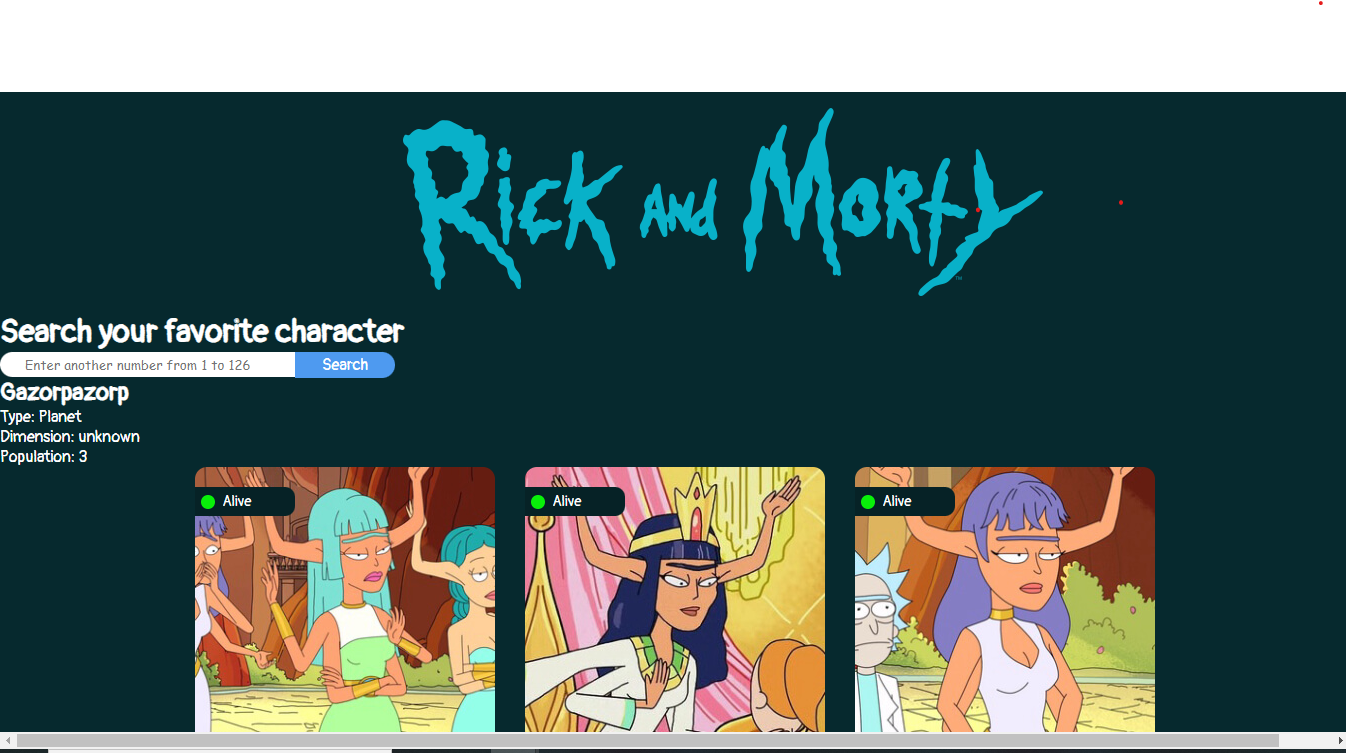 Rick and Morty
TM
Search your favorite character
Enter another number from 1 to 126
Search
Gazorpazorp
Type: Planet
Dimension: unknown
Population: 3
Alive
Alive
Alive